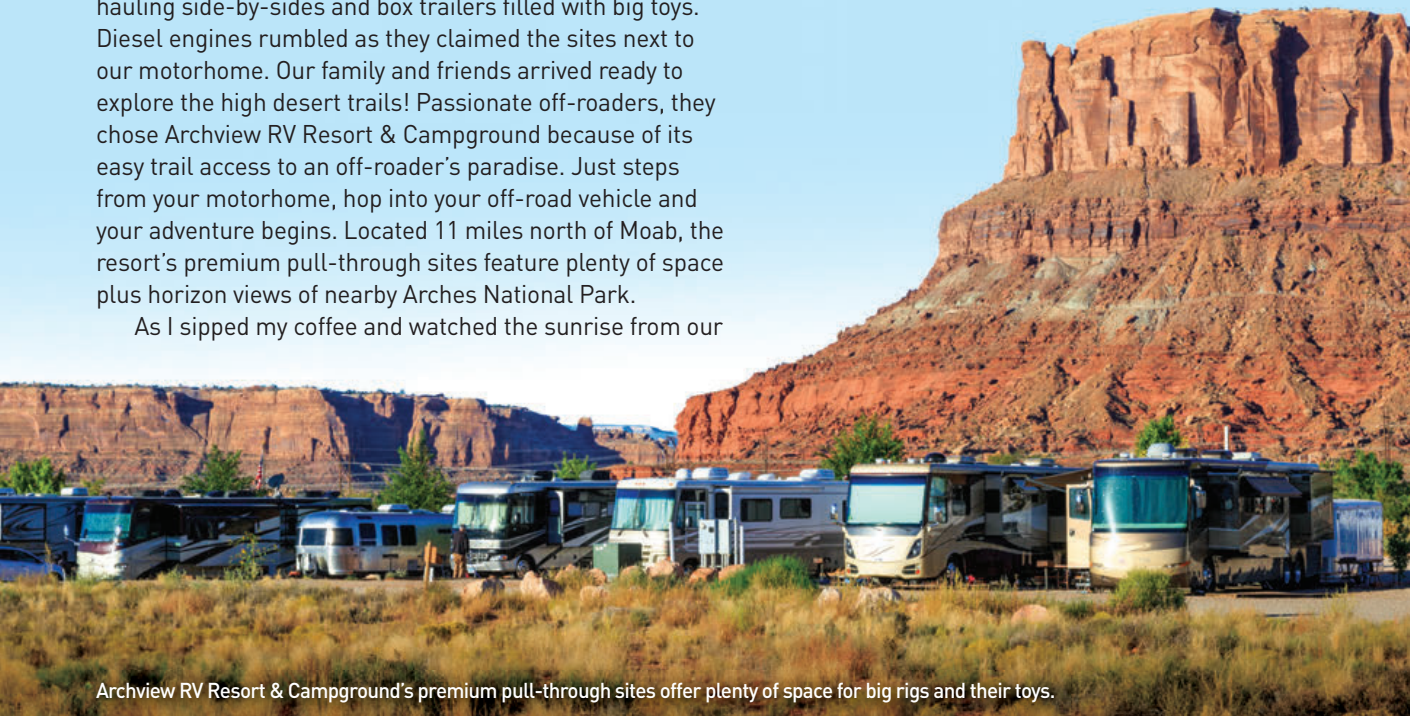 hauling side-by-sides and box trailers filled with big toys.
Diesel engines rumbled as they claimed the sites next to
our motorhome. Our family and friends arrived ready to
explore the high desert trails! Passionate off-roaders, they
chose Archview RV Resort & Campground because of its
easy trail access to an off-roader’s paradise. Just steps
from your motorhome, hop into your off-road vehicle and
your adventure begins. Located 11 miles north of Moab, the
resort’s premium pull-through sites feature plenty of space
plus horizon views of nearby Arches National Park.
As I sipped my coffee and watched the sunrise from our
Archview RV Resort & Campground’s premium pull-through sites offer plenty of space for big rigs and their toys.